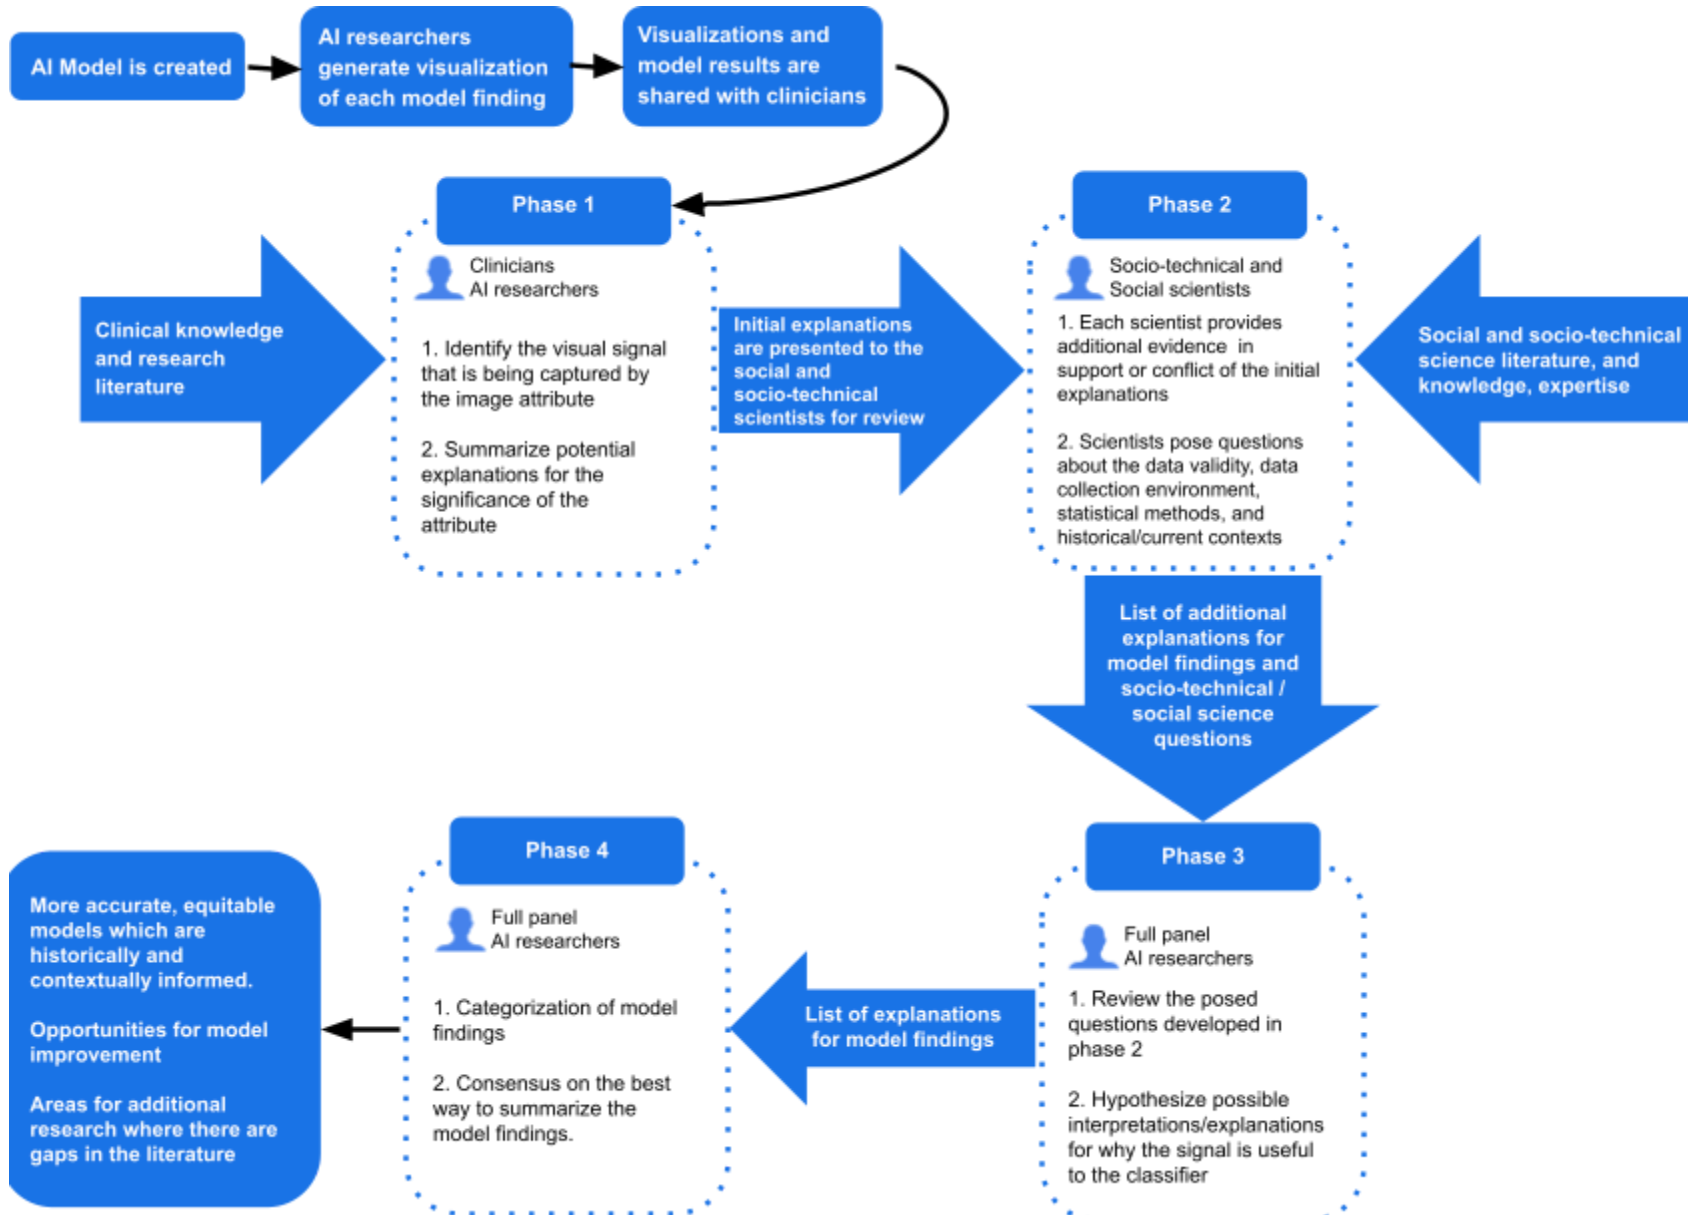 AI Model is created
AI researchers
generate visualization
of each model finding
Visualizations and
model results are
shared with clinicians
Phase 1
Clinicians
AI researchers
1. Identify the visual signal
that is being captured by
the image attribute
2. Summarize potential
explanations for the
significance of the
attribute
Clinical knowledge
and research
literature
Initial explanations
are presented to the
social and
socio-technical
scientists for review
Phase 2
Socio-technical and
Social scientists
1. Each scientist provides
additional evidence in
support or conflict of the initial
explanations
2. Scientists pose questions
about the data validity, data
collection environment,
statistical methods, and
historical/current contexts
Social and socio-technical
science literature, and
knowledge, expertise
List of additional
explanations for
model findings and
socio-technical /
social science
questions
Phase 3
Full panel
AI researchers
1. Review the posed
questions developed in
phase 2
2. Hypothesize possible
interpretations/explanations
for why the signal is useful
to the classifier
List of explanations
for model findings
Phase 4
Full panel
AI researchers
1. Categorization of model
findings
2. Consensus on the best
way to summarize the
model findings.
More accurate, equitable
models which are
historically and
contextually informed.
Opportunities for model
improvement
Areas for additional
research where there are
gaps in the literature